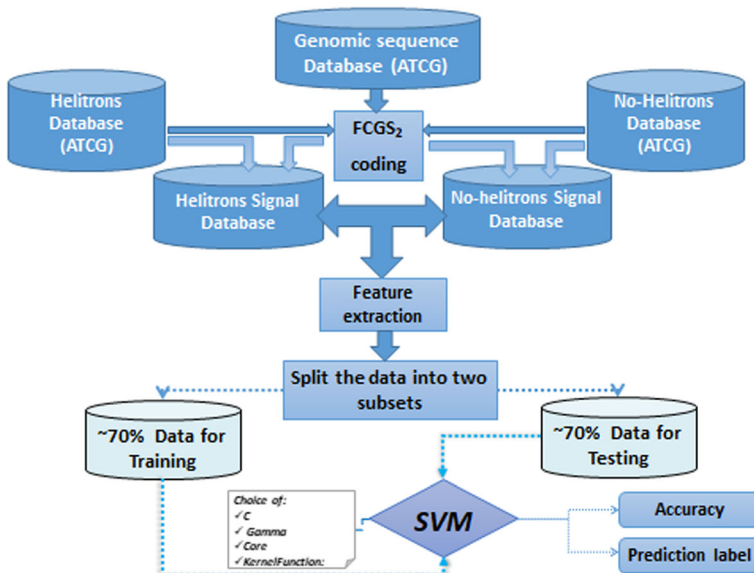 Genomic sequence
Database (ATCG)
Helitrons
Database
(ATCG)
No-Helitrons
Database
(ATCG)
FCGS₂
coding
Helitrons Signal
Database
No-helitrons Signal
Database
Feature
extraction
Split the data into two
subsets
~70% Data for
Training
~70% Data for
Testing
Choice of:
✓C
✓ Gamma
✓Core
✓KernelFunction:
SVM
Accuracy
Prediction label